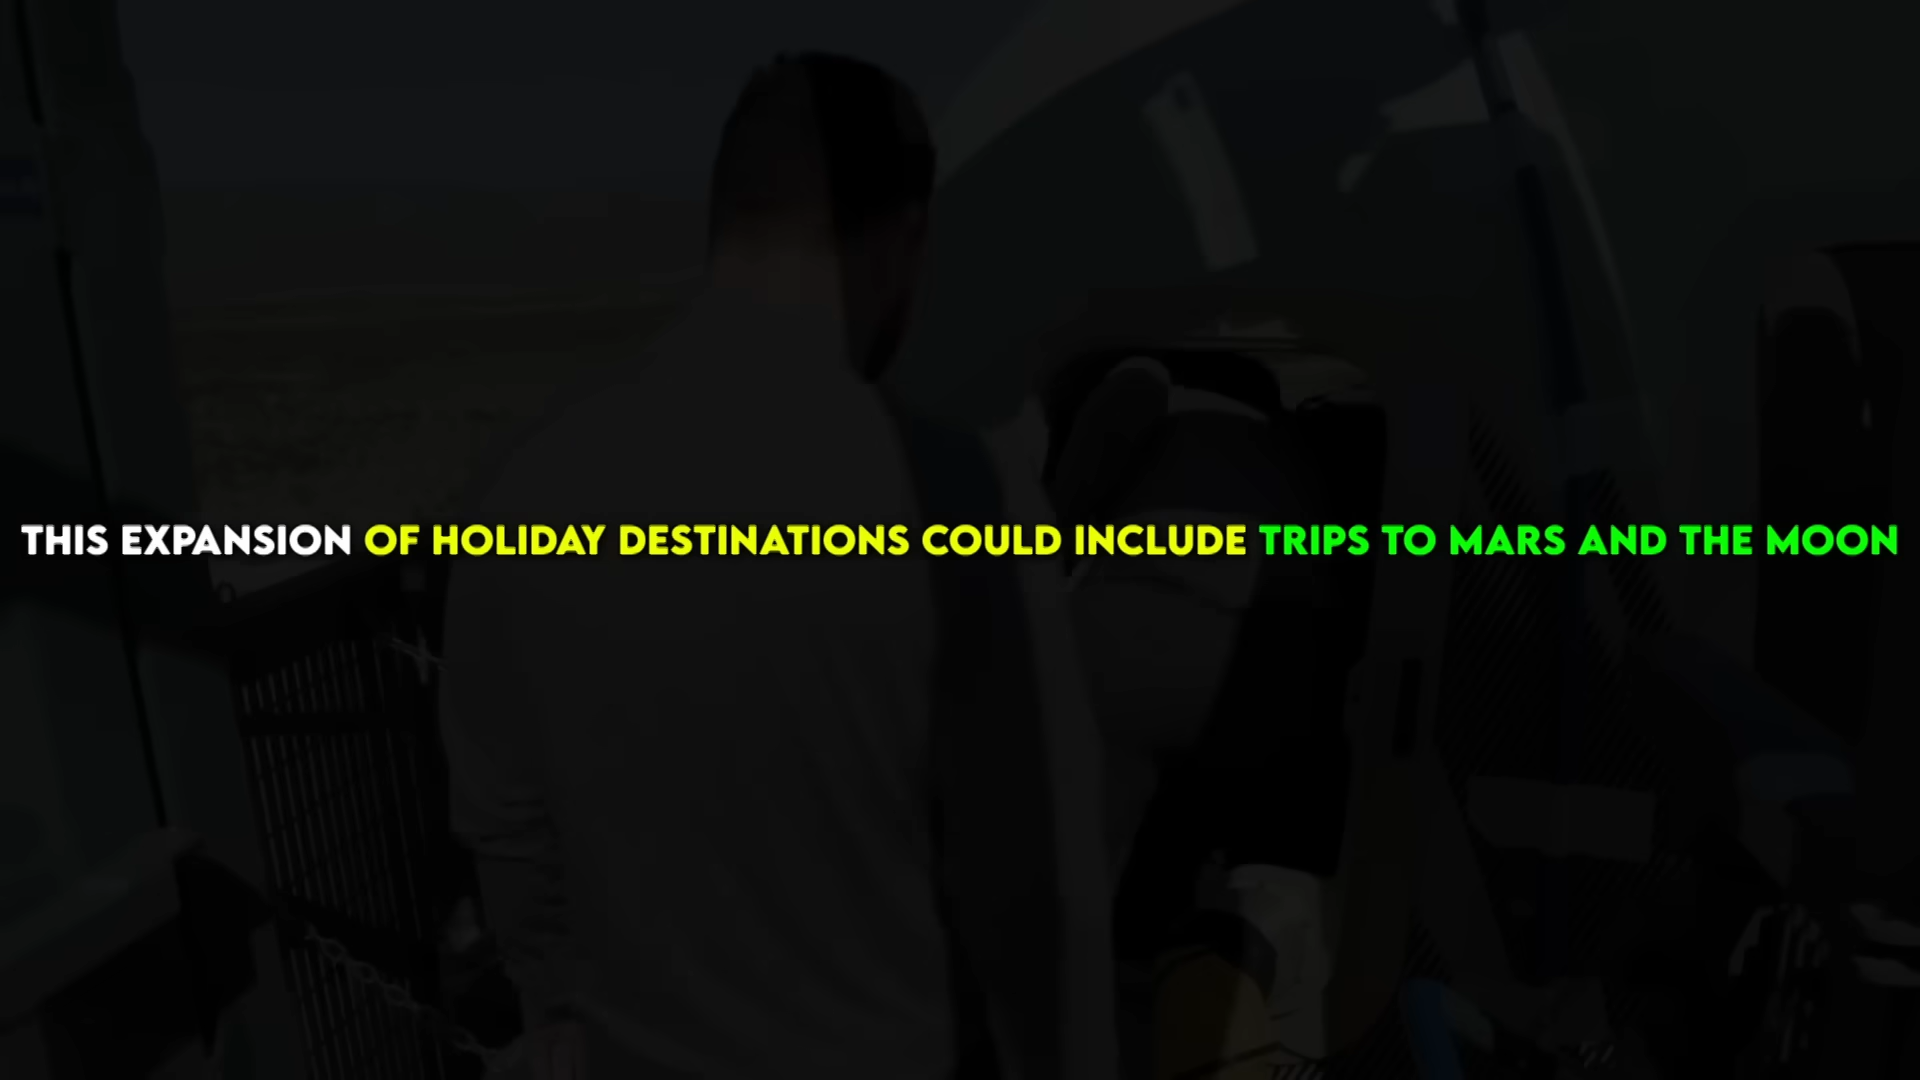 THIS EXPANSION OF HOLIDAY DESTINATIONS COULD INCLUDE TRIPS TO MARS AND THE MOON